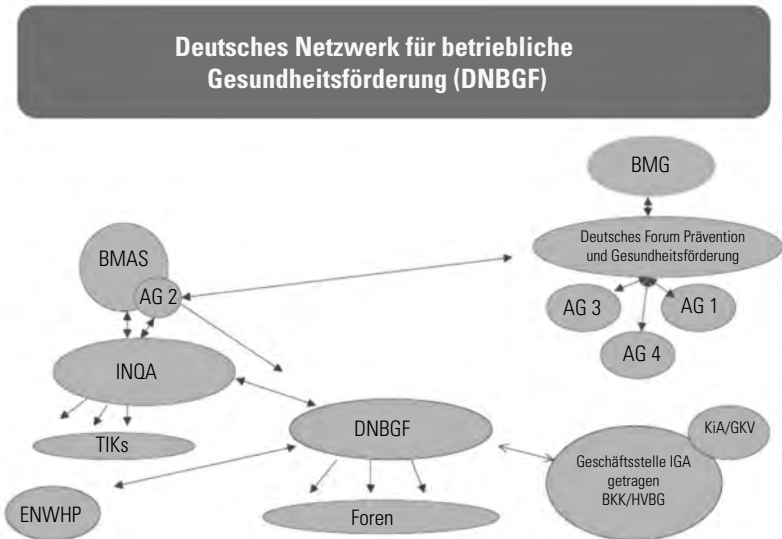 Deutsches Netzwerk für betriebliche
Gesundheitsförderung (DNBGF)
BMG
Deutsches Forum Prävention
und Gesundheitsförderung
BMAS
AG 2
AG 3
AG 1
AG 4
INQA
TIKs
DNBGF
KiA/GKV
Geschäftsstelle IGA
getragen
BKK/HVBG
ENWHP
Foren